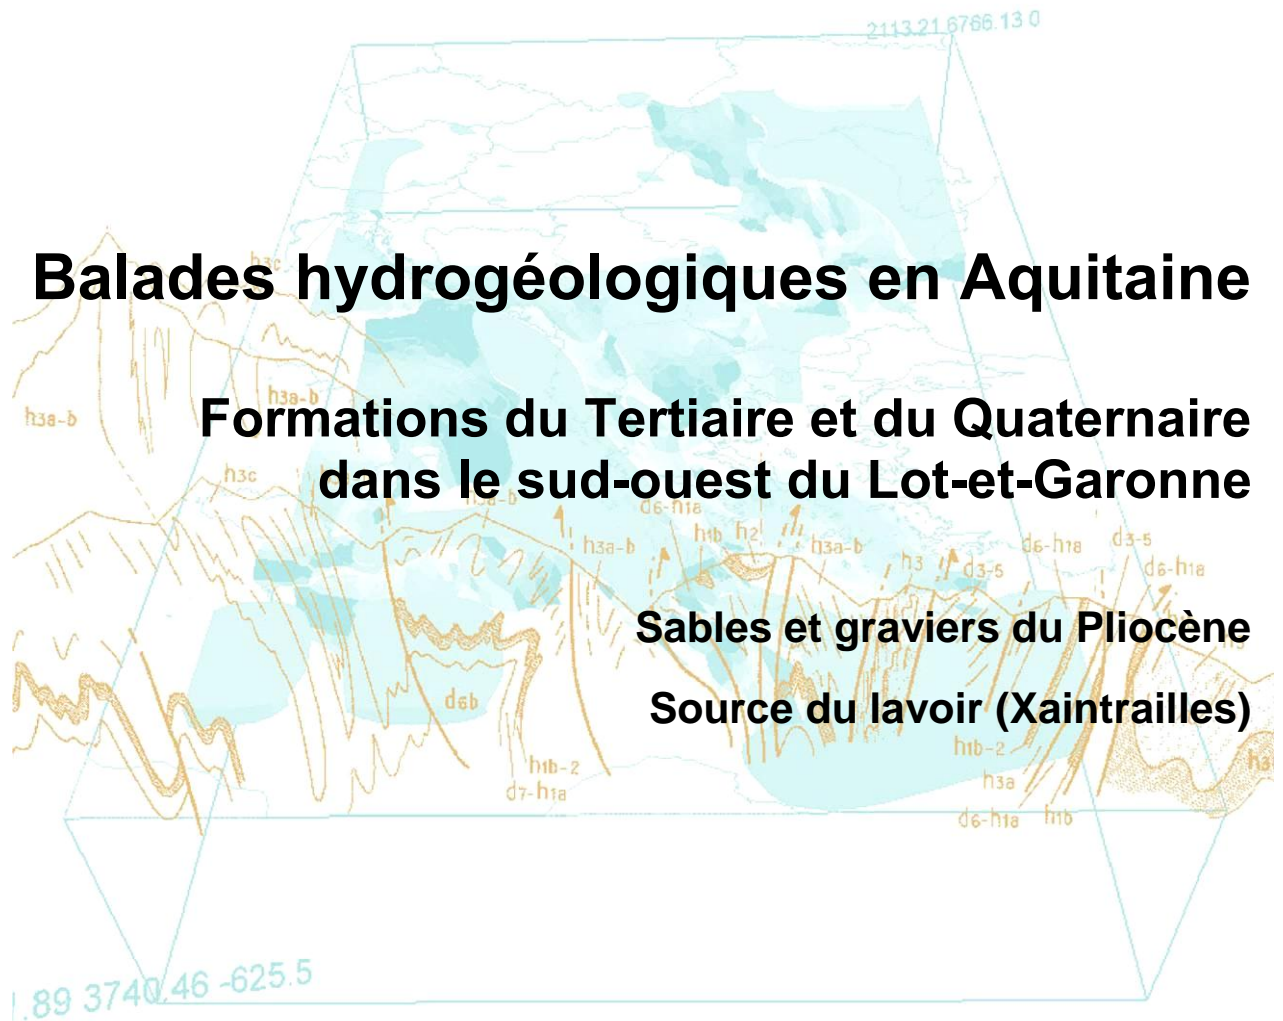 2113.21 6766.13 0
Balades hydrogéologiques en Aquitaine
h3c
h3a-b
h3a-b
Formations du Tertiaire et du Quaternaire
dans le sud-ouest du Lot-et-Garonne
h3c
d6-h1a
h1b h2
h3a-b
h3a-b
h3
d3-5
d6-h1a
d3-5
d6-h1a
Sables et graviers du Pliocène
Source du lavoir (Xaintrailles)
d6b
h1b-2
d7-h1a
h1b-2
h3a
d6-h1a
h1b
.89 3740.46 -625.5